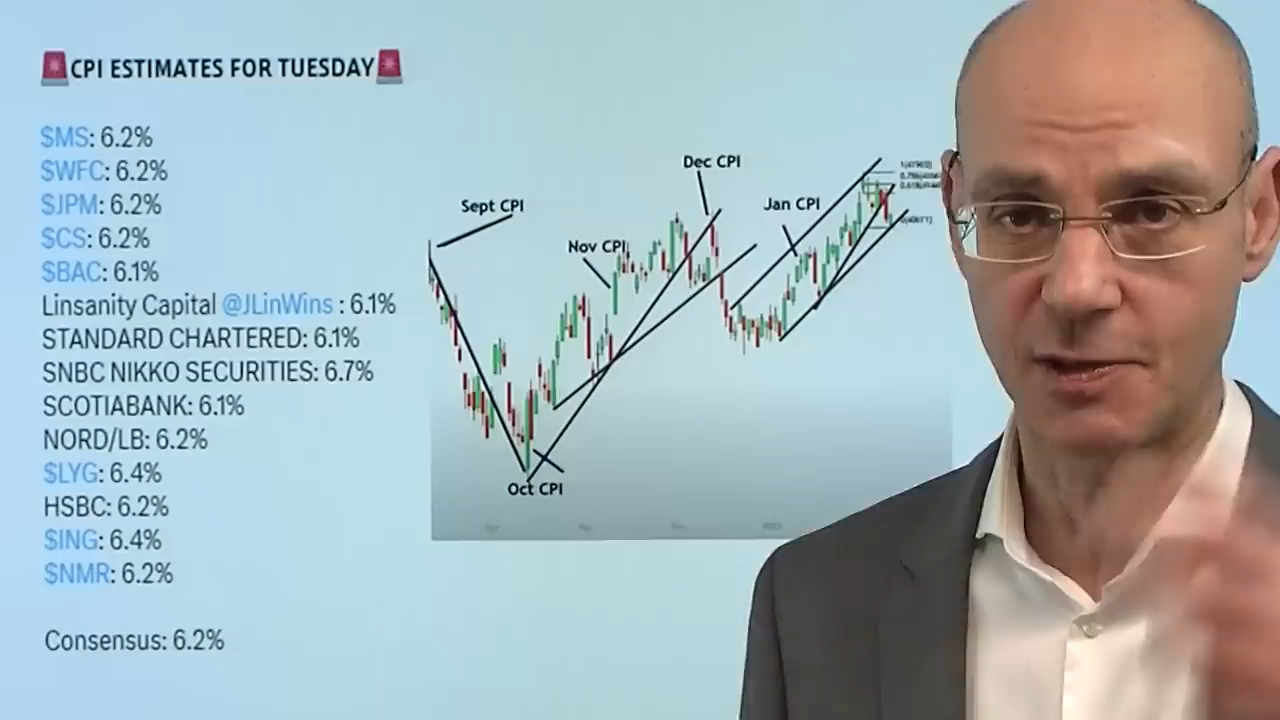 🚨CPI ESTIMATES FOR TUESDAY🚨
$MS: 6.2%
$WFC: 6.2%
$JPM: 6.2%
$CS: 6.2%
$BAC: 6.1%
Linsanity Capital @JLinWins : 6.1%
STANDARD CHARTERED: 6.1%
SNBC NIKKO SECURITIES: 6.7%
SCOTIABANK: 6.1%
NORD/LB: 6.2%
$LYG: 6.4%
HSBC: 6.2%
$ING: 6.4%
$NMR: 6.2%
Consensus: 6.2%
Sept CPI
Oct CPI
Nov CPI
Dec CPI
Jan CPI